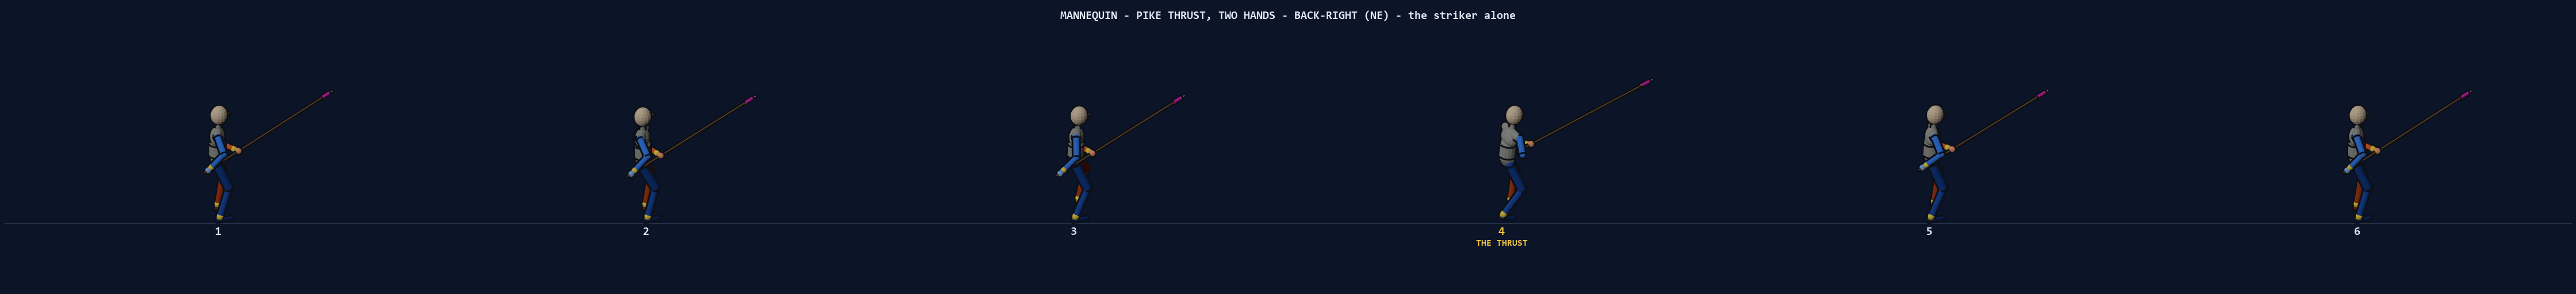 MANNEQUIN - PIKE THRUST, TWO HANDS - BACK-RIGHT (NE) - the striker alone
1 2 3 4 5 6
THE THRUST